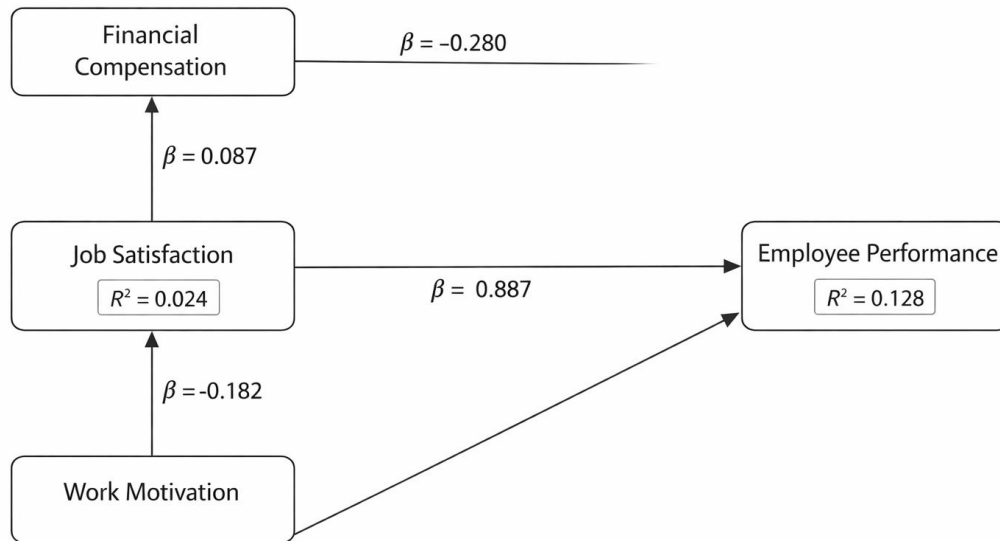 Financial
Compensation
β = –0.280
β = 0.087
Job Satisfaction
R² = 0.024
β = 0.887
Employee Performance
R² = 0.128
β = -0.182
Work Motivation